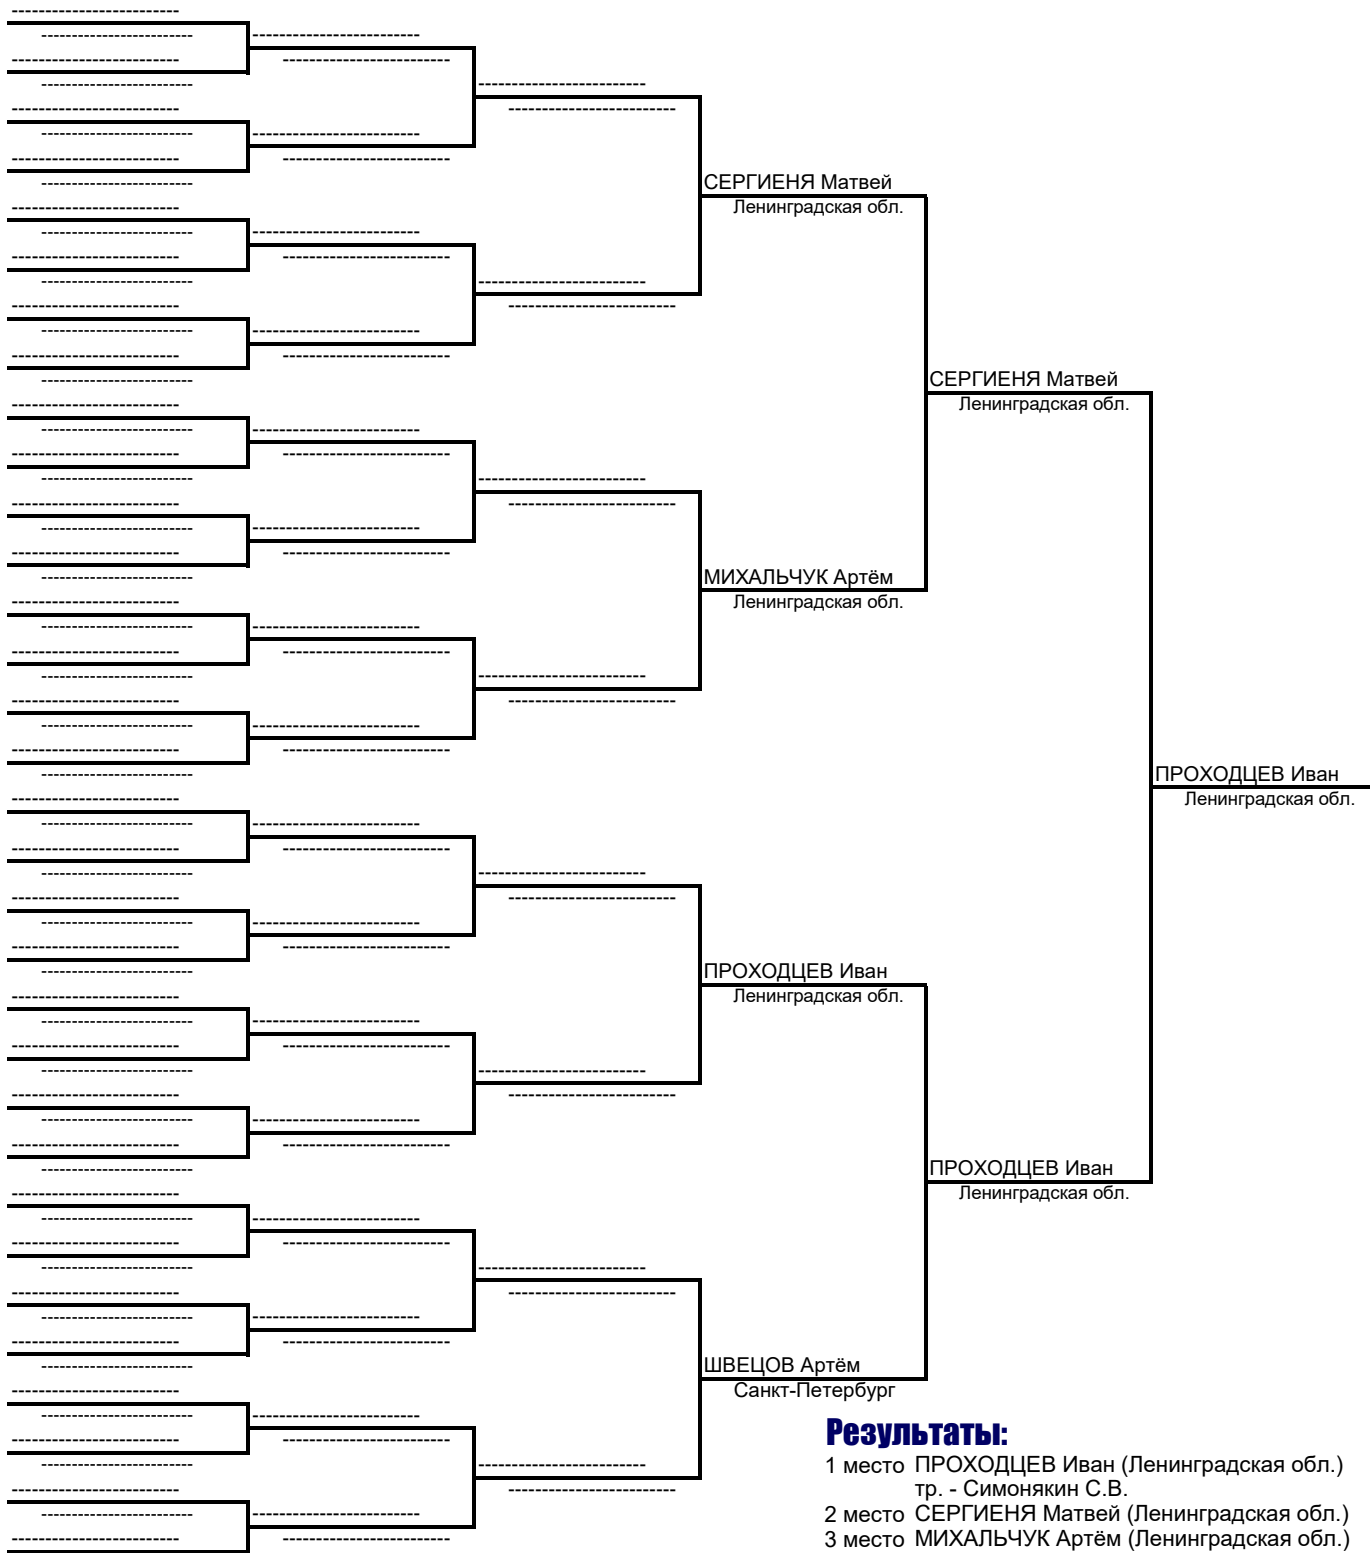 СЕРГИЕНЯ Матвей
Ленинградская обл.
СЕРГИЕНЯ Матвей
Ленинградская обл.
МИХАЛЬЧУК Артём
Ленинградская обл.
ПРОХОДЦЕВ Иван
Ленинградская обл.
ПРОХОДЦЕВ Иван
Ленинградская обл.
ПРОХОДЦЕВ Иван
Ленинградская обл.
ШВЕЦОВ Артём
Санкт-Петербург
Результаты:
1 место ПРОХОДЦЕВ Иван (Ленинградская обл.)
тр. - Симонякин С.В.
2 место СЕРГИЕНЯ Матвей (Ленинградская обл.)
3 место МИХАЛЬЧУК Артём (Ленинградская обл.)